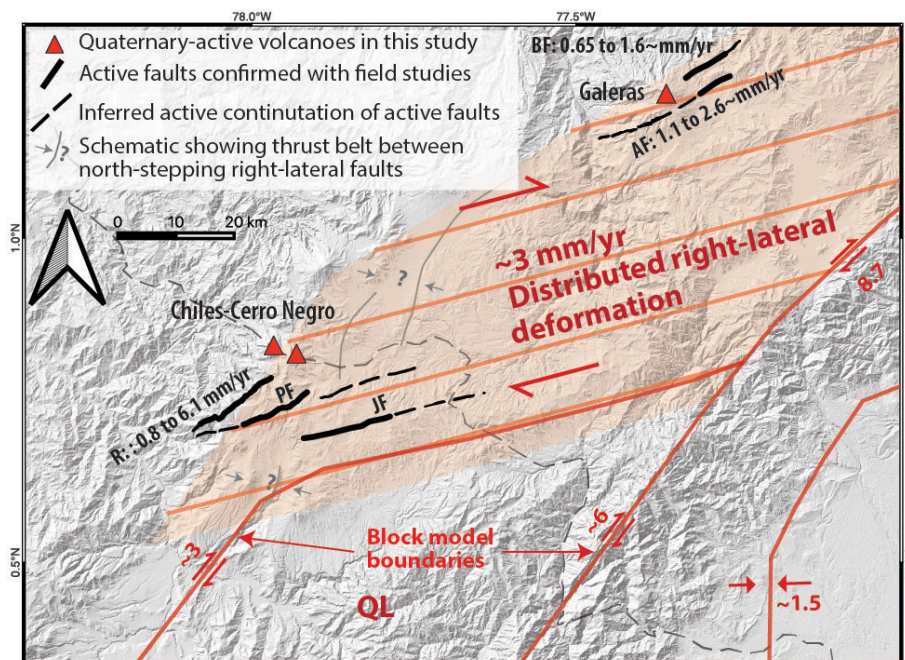 78.0°W
77.5°W
Quaternary-active volcanoes in this study
Active faults confirmed with field studies
Inferred active continutation of active faults
?
Schematic showing thrust belt between
north-stepping right-lateral faults
0 10 20 km
1.0°N
0.5°N
BF: 0.65 to 1.6~mm/yr
Galeras
AF: 1.1 to 2.6~mm/yr
~3 mm/yr
Distributed right-lateral
deformation
8.7
?
Chiles-Cerro Negro
R: :0.8 to 6.1 mm/yr
PF
JF
?
~3
Block model
boundaries
~6
~1.5
QL